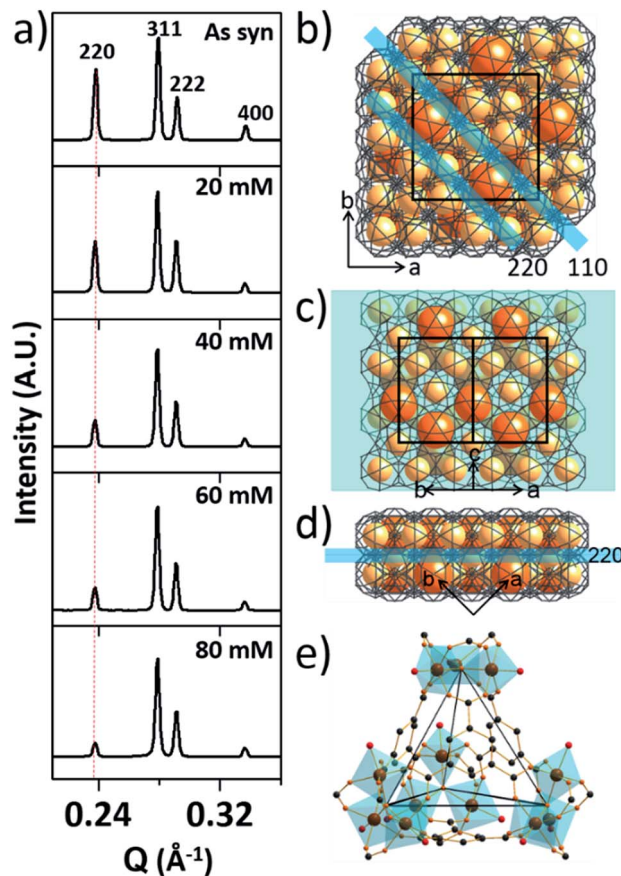 a)
As syn
220
311
222
400
20 mM
40 mM
60 mM
80 mM
Intensity (A.U.)
0.24
0.32
Q (Å⁻¹)
b)
b
a
220
110
c)
c
b
a
d)
220
b
a
e)